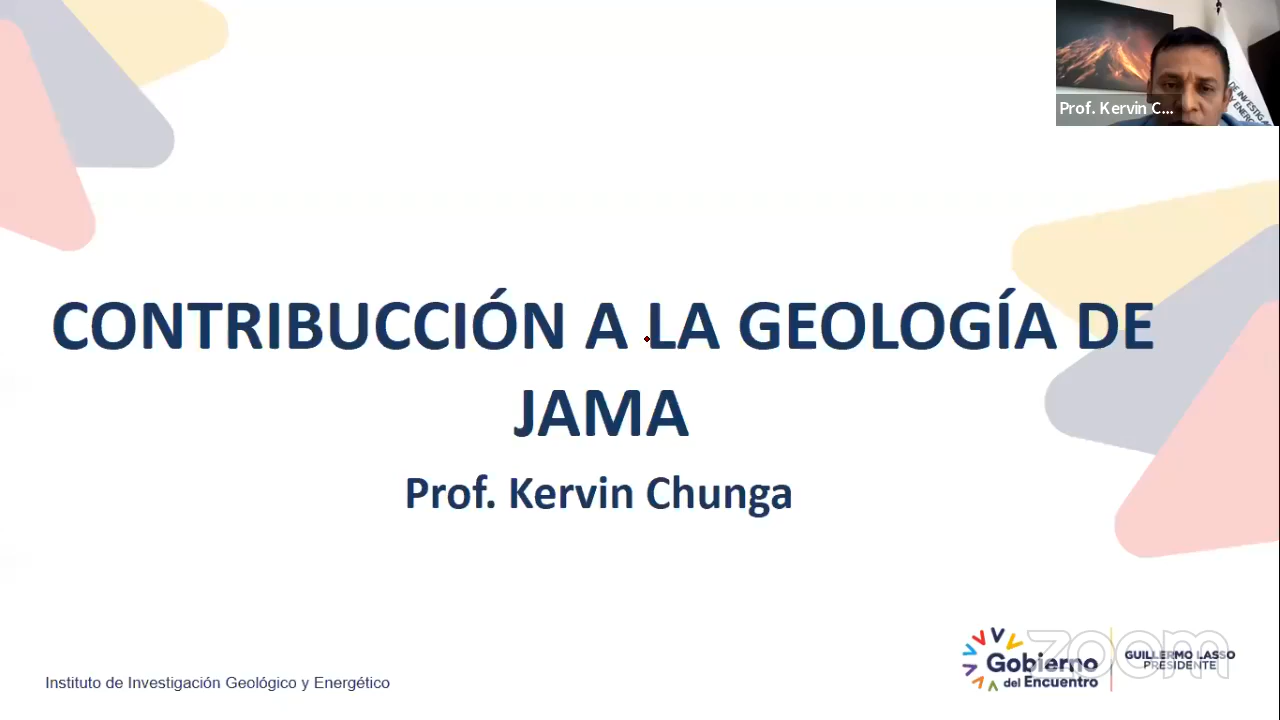 Prof. Kervin C...
CONTRIBUCCIÓN A LA GEOLOGÍA DE
JAMA
Prof. Kervin Chunga
Instituto de Investigación Geológico y Energético
Gobierno
del Encuentro
GUILLERMO LASSO
PRESIDENTE
zoom